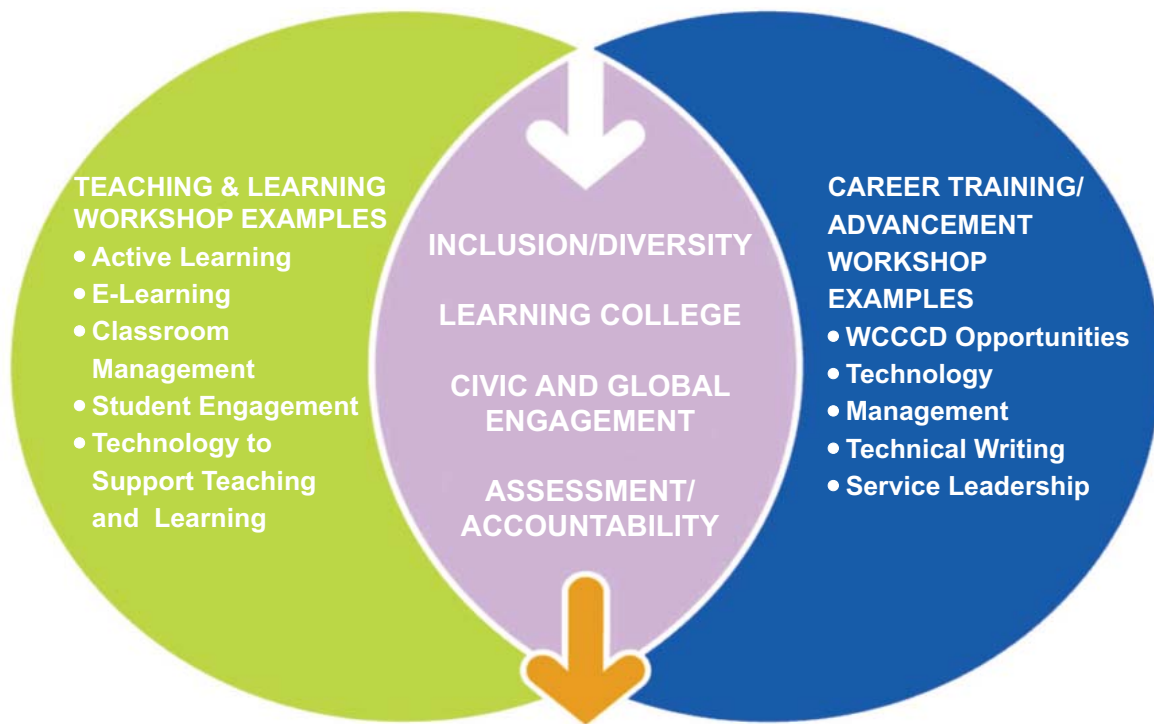 TEACHING & LEARNING
WORKSHOP EXAMPLES
• Active Learning
• E-Learning
• Classroom
Management
• Student Engagement
• Technology to
Support Teaching
and Learning
INCLUSION/DIVERSITY
LEARNING COLLEGE
CIVIC AND GLOBAL
ENGAGEMENT
ASSESSMENT/
ACCOUNTABILITY
CAREER TRAINING/
ADVANCEMENT
WORKSHOP
EXAMPLES
• WCCCD Opportunities
• Technology
• Management
• Technical Writing
• Service Leadership